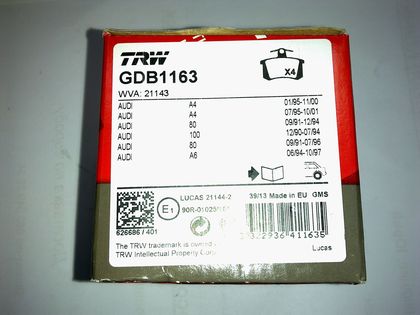 TRW
GDB1163
X4
WVA: 21143
AUDI A4 01/95-11/00
AUDI A4 07/95-10/01
AUDI 80 09/91-12/94
AUDI 100 12/90-07/94
AUDI 80 09/91-07/96
AUDI A6 06/94-10/97
LUCAS 21144-2 39/13 Made in EU GMS
E1
626686 / 401
The TRW trademark is owned
TRW Intellectual Property Corp
Lucas